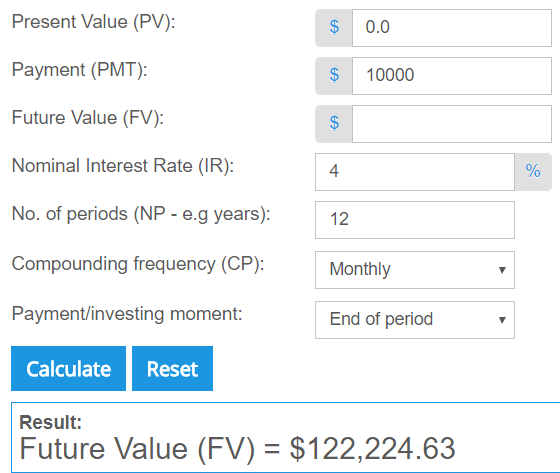 Present Value (PV): $ 0.0
Payment (PMT): $ 10000
Future Value (FV): $
Nominal Interest Rate (IR): 4 %
No. of periods (NP - e.g years): 12
Compounding frequency (CP): Monthly
Payment/investing moment: End of period
Calculate Reset
Result:
Future Value (FV) = $122,224.63